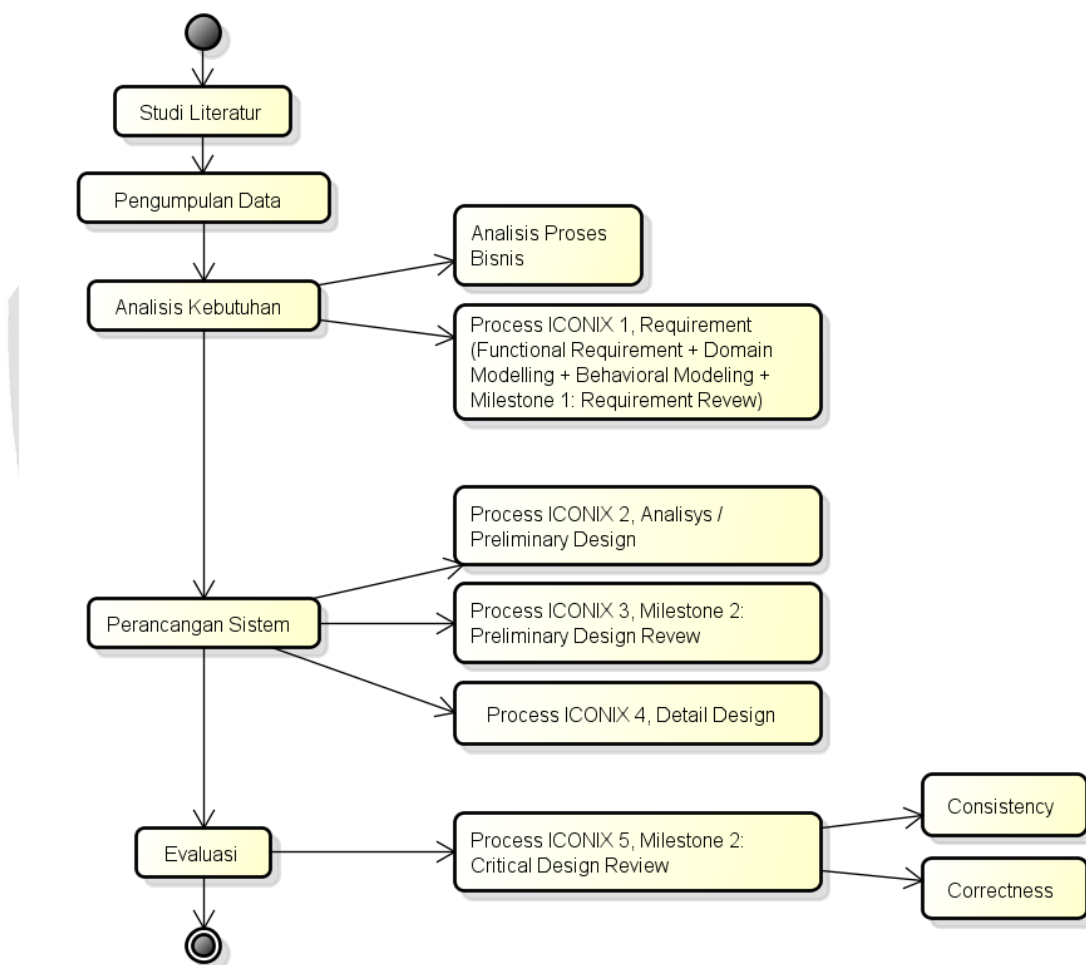 Studi Literatur
Pengumpulan Data
Analisis Kebutuhan
Analisis Proses
Bisnis
Process ICONIX 1, Requirement
(Functional Requirement + Domain
Modelling + Behavioral Modeling +
Milestone 1: Requirement Revew)
Perancangan Sistem
Process ICONIX 2, Analisys /
Preliminary Design
Process ICONIX 3, Milestone 2:
Preliminary Design Revew
Process ICONIX 4, Detail Design
Evaluasi
Process ICONIX 5, Milestone 2:
Critical Design Review
Consistency
Correctness